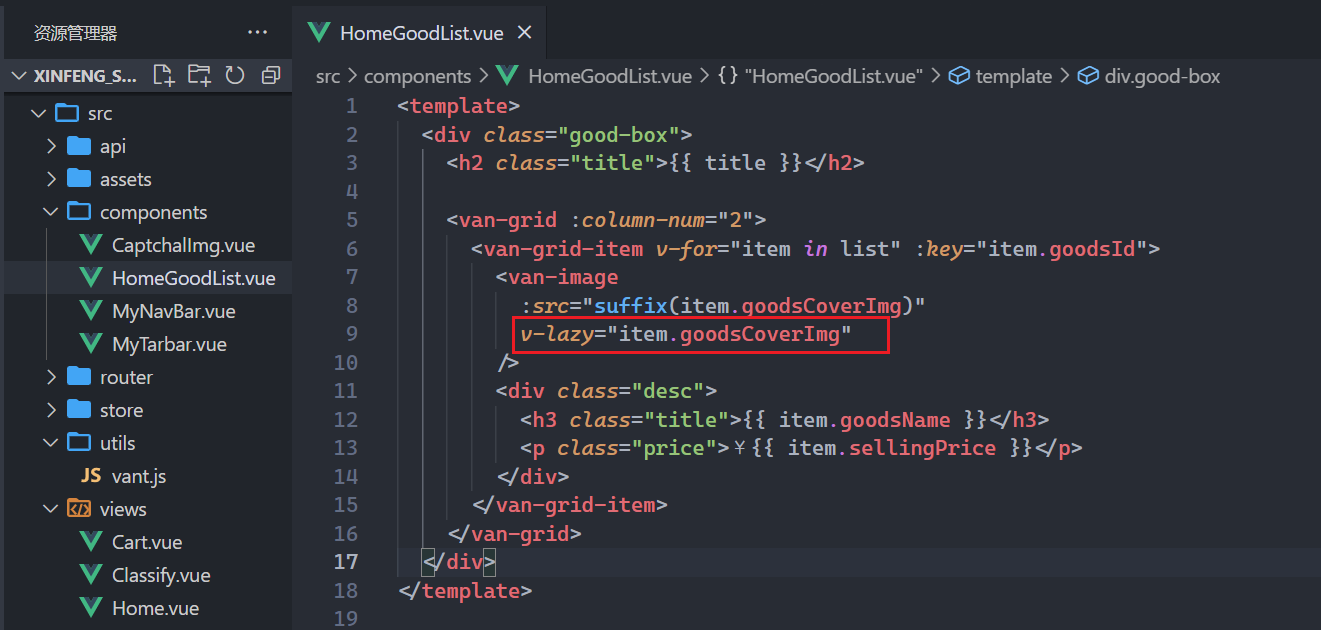 资源管理器 ···
XINFENG_S...
src
api
assets
components
CaptchalImg.vue
HomeGoodList.vue
MyNavBar.vue
MyTarbar.vue
router
store
utils
JS vant.js
views
Cart.vue
Classify.vue
Home.vue
HomeGoodList.vue ×
src > components > HomeGoodList.vue > {} "HomeGoodList.vue" > template > div.good-box
1 <template>
2 <div class="good-box">
3 <h2 class="title">{{ title }}</h2>
4
5 <van-grid :column-num="2">
6 <van-grid-item v-for="item in list" :key="item.goodsId">
7 <van-image
8 :src="suffix(item.goodsCoverImg)"
9 v-lazy="item.goodsCoverImg"
10 />
11 <div class="desc">
12 <h3 class="title">{{ item.goodsName }}</h3>
13 <p class="price">￥{{ item.sellingPrice }}</p>
14 </div>
15 </van-grid-item>
16 </van-grid>
17 </div>
18 </template>
19